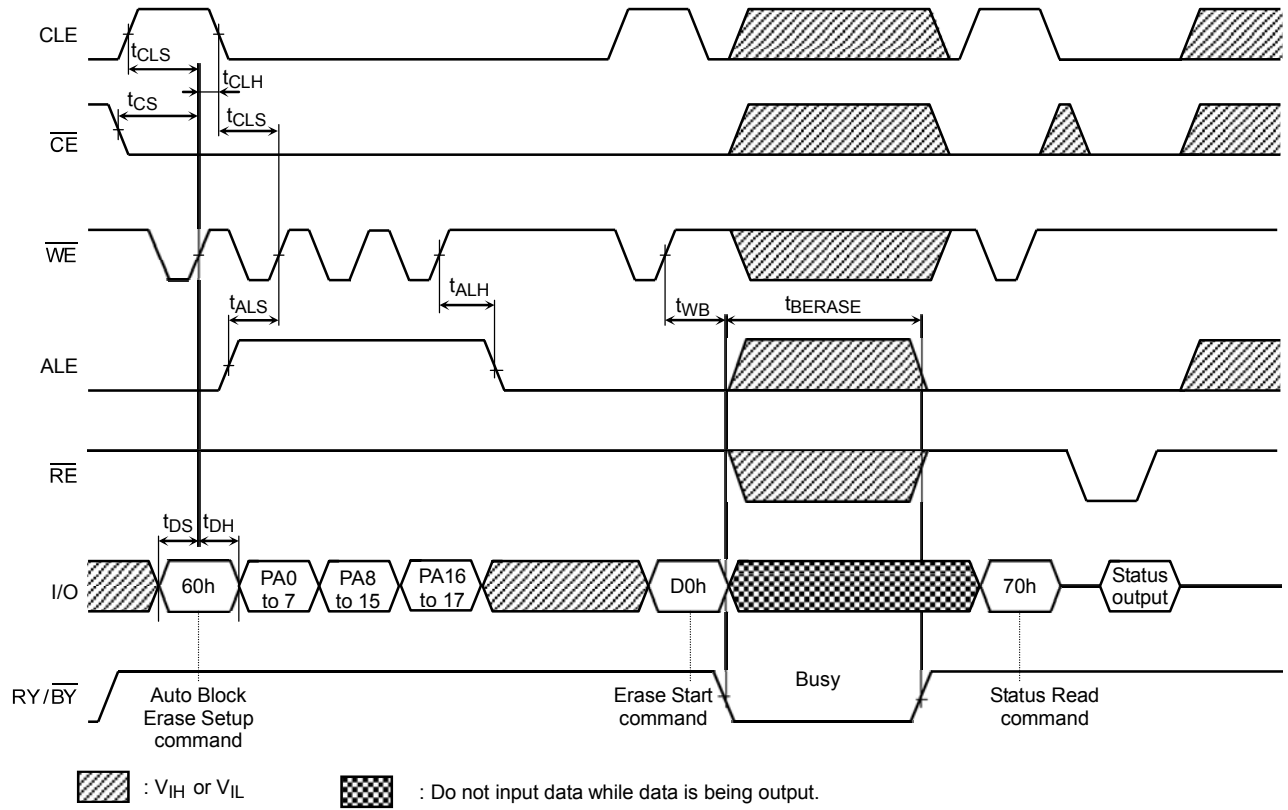 CLE
tCLS
tCLH
tCS
tCLS
CE
WE
tALS
tALH
tWB
tBERASE
ALE
RE
tDS
tDH
I/O
60h
PA0
to 7
PA8
to 15
PA16
to 17
D0h
70h
Status
output
RY/BY
Auto Block
Erase Setup
command
Erase Start
command
Busy
Status Read
command
: VIH or VIL
: Do not input data while data is being output.